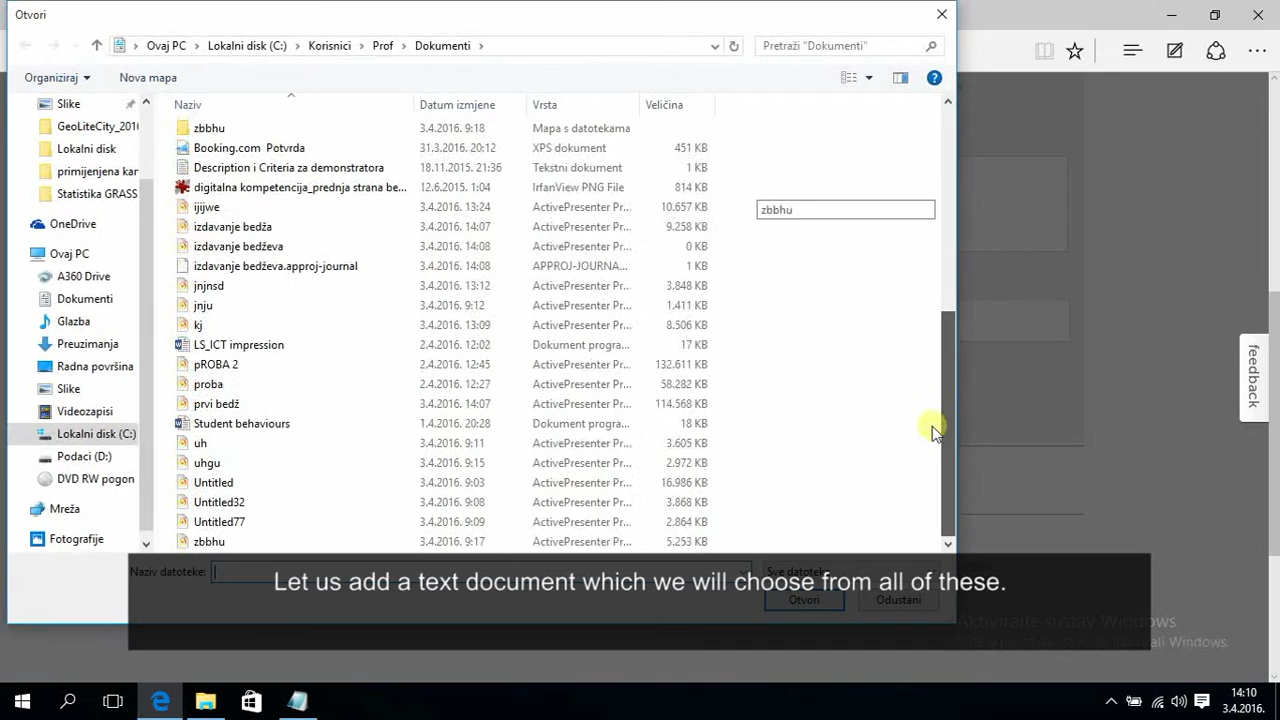 Otvori
Ovaj PC
Lokalni disk (C:)
Korisnici
Prof
Dokumenti
Pretraži "Dokumenti"
Organiziraj
Nova mapa
Slike
GeoLiteCity_201
Lokalni disk
primijenjena kar
Statistika GRASS
OneDrive
Ovaj PC
A360 Drive
Dokumenti
Glazba
Preuzimanja
Radna površina
Slike
Videozapisi
Lokalni disk (C:)
Podaci (D:)
DVD RW pogon
Mreža
Fotografije
Naziv Datum izmjene Vrsta Veličina
zbbhu 3.4.2016. 9:18 Mapa s datotekama
Booking.com Potvrda 31.3.2016. 20:12 XPS dokument 451 KB
Description i Criteria za demonstratora 18.11.2015. 21:36 Tekstni dokument 1 KB
digitalna kompetencija_prednja strana be... 12.6.2015. 1:04 IrfanView PNG File 814 KB
ijijwe 3.4.2016. 13:24 ActivePresenter Pr... 10.657 KB
izdavanje bedža 3.4.2016. 14:07 ActivePresenter Pr... 9.258 KB
izdavanje bedževa 3.4.2016. 14:08 ActivePresenter Pr... 0 KB
izdavanje bedževa.approj-journal 3.4.2016. 14:08 APPROJ-JOURNA... 1 KB
jnjnsd 3.4.2016. 13:12 ActivePresenter Pr... 3.848 KB
jnju 3.4.2016. 9:12 ActivePresenter Pr... 1.411 KB
kj 3.4.2016. 13:09 ActivePresenter Pr... 8.506 KB
LS_ICT impression 2.4.2016. 12:02 Dokument progra... 17 KB
pROBA 2 2.4.2016. 12:45 ActivePresenter Pr... 132.611 KB
proba 2.4.2016. 12:27 ActivePresenter Pr... 58.282 KB
prvi bedž 3.4.2016. 14:07 ActivePresenter Pr... 114.568 KB
Student behaviours 1.4.2016. 20:28 Dokument progra... 18 KB
uh 3.4.2016. 9:11 ActivePresenter Pr... 3.605 KB
uhgu 3.4.2016. 9:15 ActivePresenter Pr... 2.972 KB
Untitled 3.4.2016. 9:03 ActivePresenter Pr... 16.986 KB
Untitled32 3.4.2016. 9:08 ActivePresenter Pr... 3.868 KB
Untitled77 3.4.2016. 9:09 ActivePresenter Pr... 2.864 KB
zbbhu 3.4.2016. 9:17 ActivePresenter Pr... 5.253 KB
zbbhu
feedback
Naziv datoteke:
Sve datoteke
Let us add a text document which we will choose from all of these.
Otvori
Odustani
Aktivirajte sustav Windows
ali Windows.
14:10
3.4.2016.